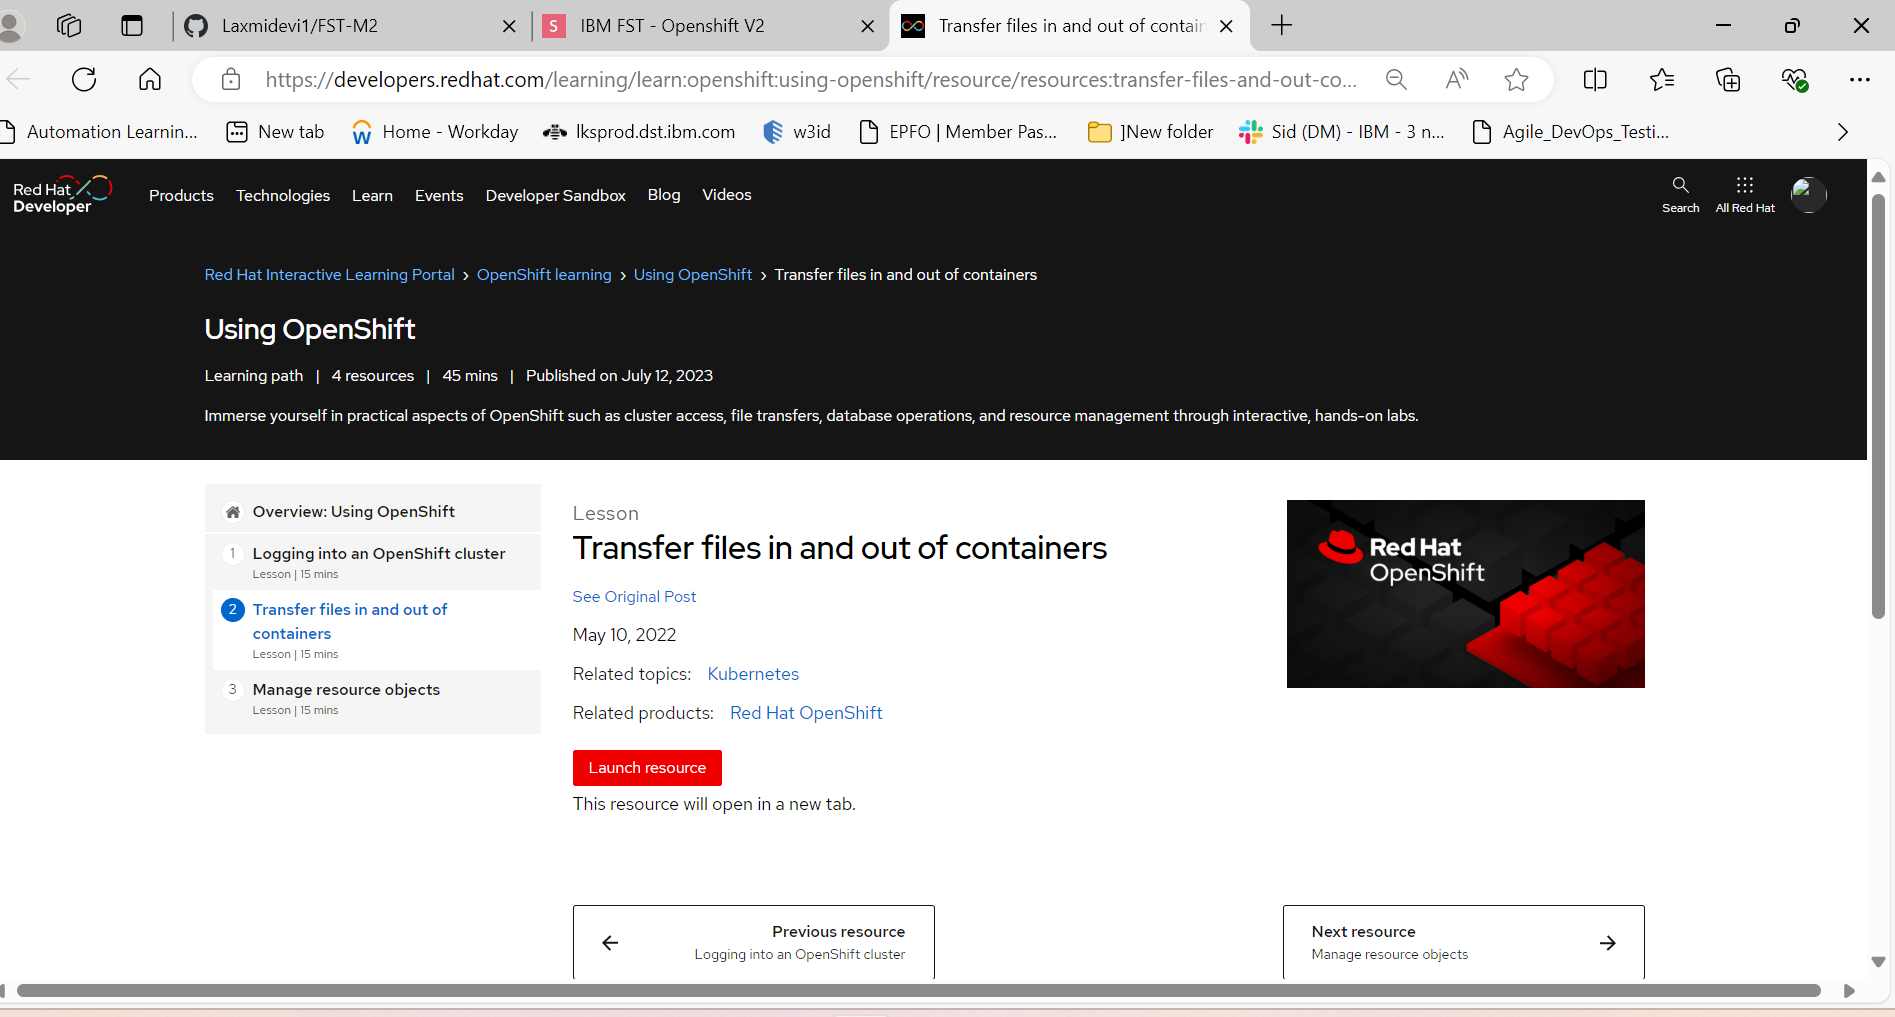 Laxmidevi1/FST-M2
S IBM FST - Openshift V2
Transfer files in and out of contain
https://developers.redhat.com/learning/learn:openshift:using-openshift/resource/resources:transfer-files-and-out-co...
Automation Learnin...
New tab
Home - Workday
lksprod.dst.ibm.com
w3id
EPFO | Member Pas...
]New folder
Sid (DM) - IBM - 3 n...
Agile_DevOps_Testi...
Red Hat
Developer
Products
Technologies
Learn
Events
Developer Sandbox
Blog
Videos
Search
All Red Hat
Red Hat Interactive Learning Portal › OpenShift learning › Using OpenShift › Transfer files in and out of containers
Using OpenShift
Learning path | 4 resources | 45 mins | Published on July 12, 2023
Immerse yourself in practical aspects of OpenShift such as cluster access, file transfers, database operations, and resource management through interactive, hands-on labs.
Overview: Using OpenShift
1 Logging into an OpenShift cluster
Lesson | 15 mins
2 Transfer files in and out of
containers
Lesson | 15 mins
3 Manage resource objects
Lesson | 15 mins
Lesson
Transfer files in and out of containers
See Original Post
May 10, 2022
Related topics: Kubernetes
Related products: Red Hat OpenShift
Launch resource
This resource will open in a new tab.
Red Hat
OpenShift
Previous resource
Logging into an OpenShift cluster
Next resource
Manage resource objects